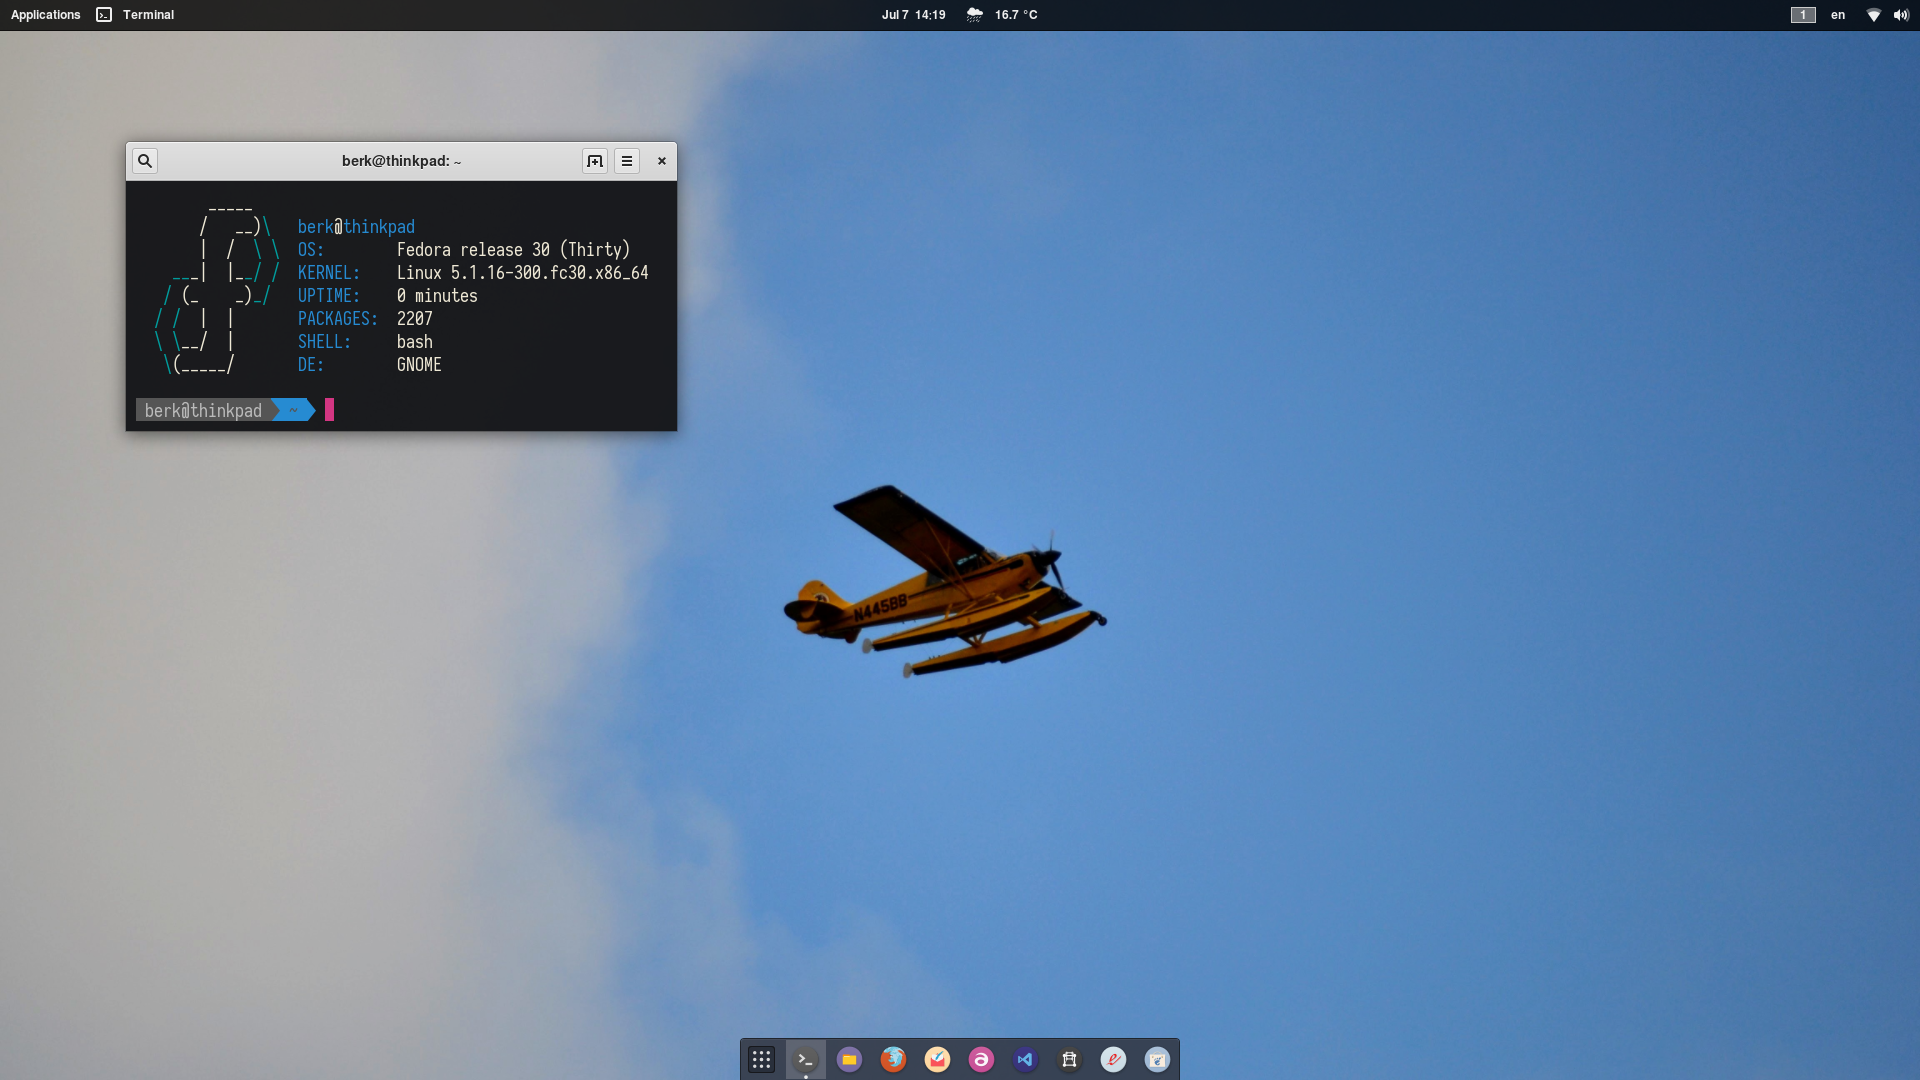 Applications Terminal Jul 7 14:19 16.7 °C 1 en
berk@thinkpad: ~
berk@thinkpad
OS: Fedora release 30 (Thirty)
KERNEL: Linux 5.1.16-300.fc30.x86_64
UPTIME: 0 minutes
PACKAGES: 2207
SHELL: bash
DE: GNOME
berk@thinkpad ~
N445BB